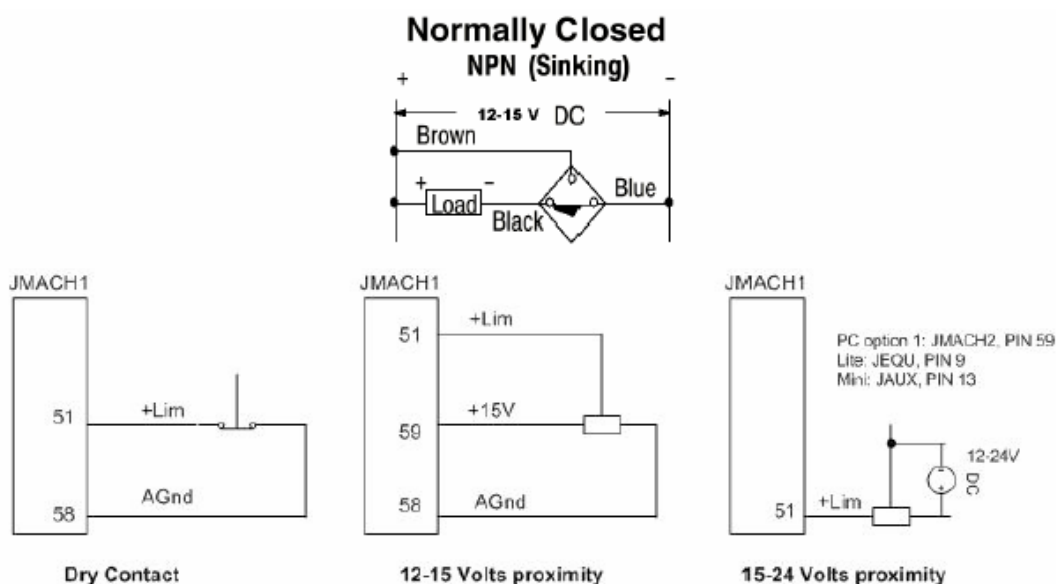 Normally Closed
NPN (Sinking)
+ −
12-15 V DC
Brown
+ −
Load
Black
Blue
JMACH1
51
+Lim
58
AGnd
Dry Contact
JMACH1
51
+Lim
59
+15V
58
AGnd
12-15 Volts proximity
JMACH1
PC option 1: JMACH2, PIN 59
Lite: JEQU, PIN 9
Mini: JAUX, PIN 13
12-24V
DC
−
+
51
+Lim
15-24 Volts proximity